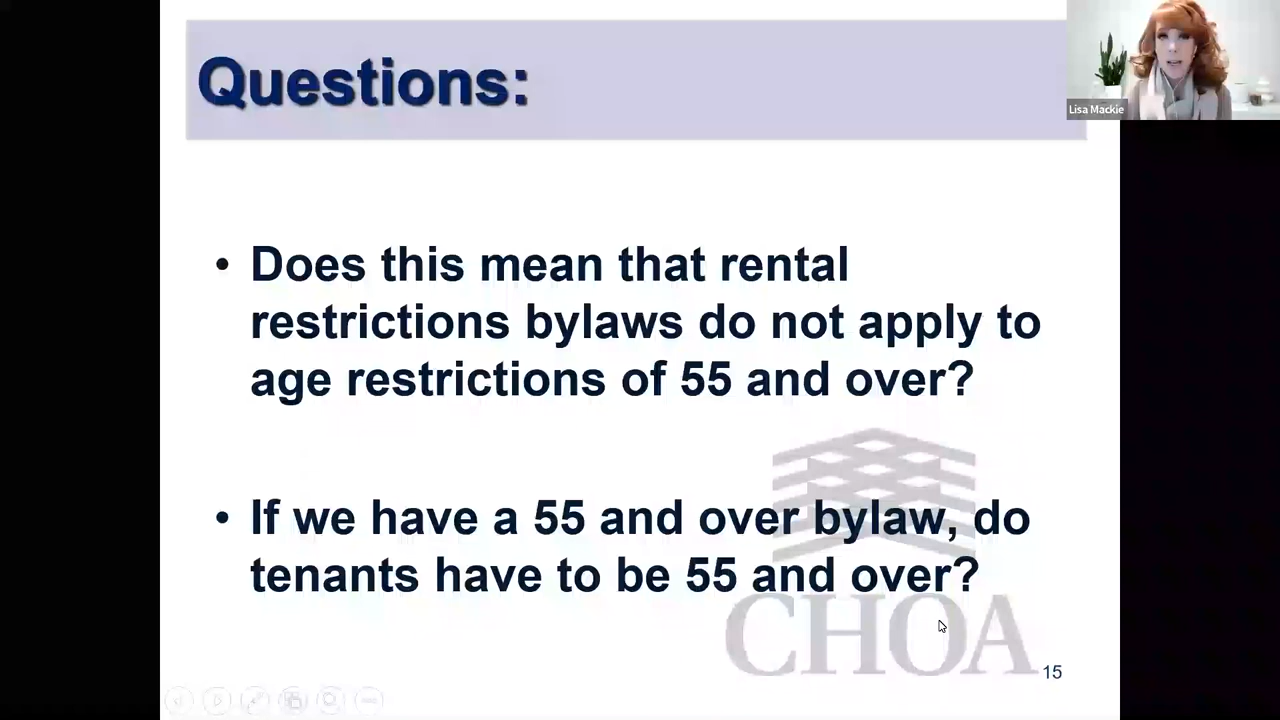 Questions:
Lisa Mackie
• Does this mean that rental
restrictions bylaws do not apply to
age restrictions of 55 and over?
• If we have a 55 and over bylaw, do
tenants have to be 55 and over?
CHOA
15